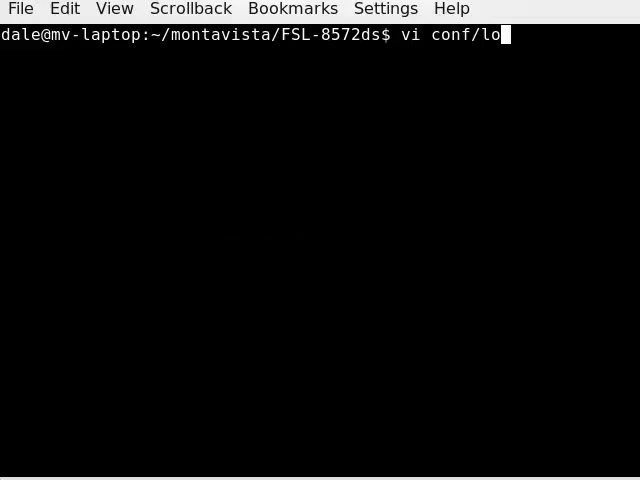 File Edit View Scrollback Bookmarks Settings Help
dale@mv-laptop:~/montavista/FSL-8572ds$ vi conf/lo